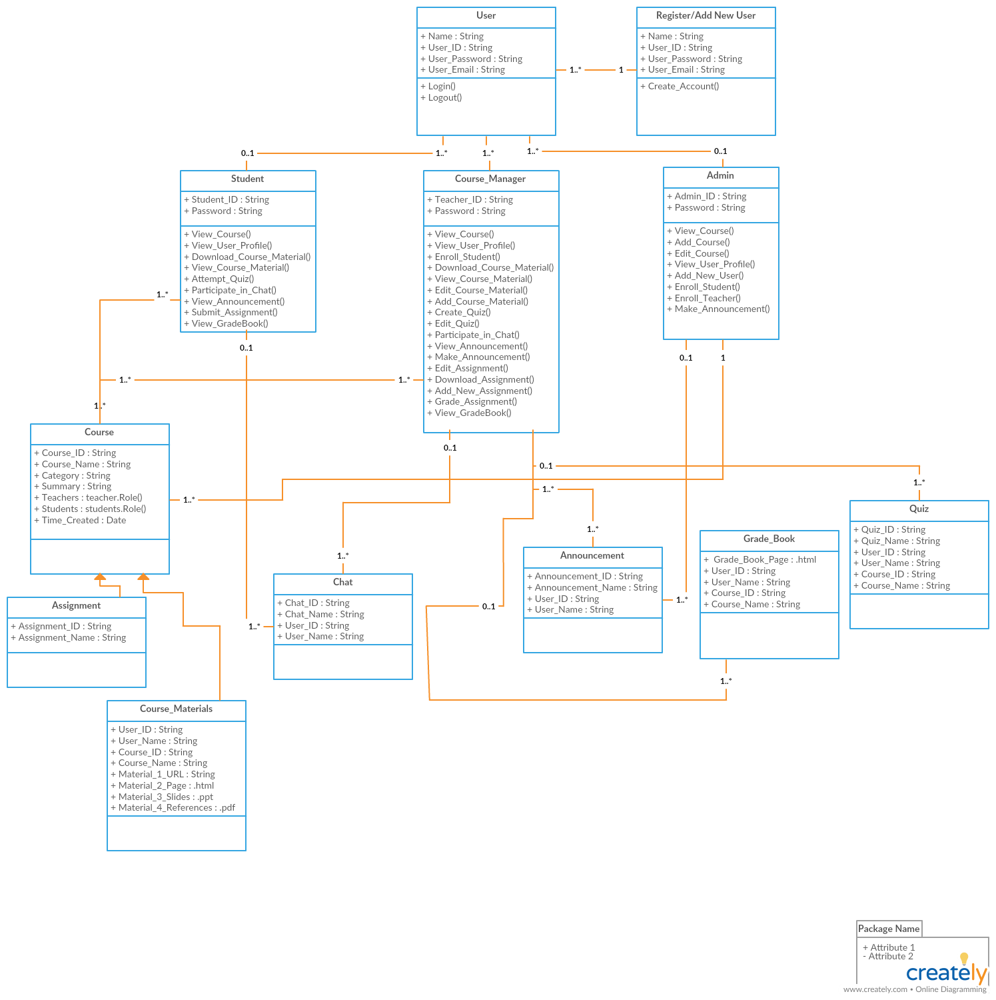 User
+ Name : String
+ User_ID : String
+ User_Password : String
+ User_Email : String
+ Login()
+ Logout()
Register/Add New User
+ Name : String
+ User_ID : String
+ User_Password : String
+ User_Email : String
+ Create_Account()
1..*
1
0..1
1..*
1..*
1..*
0..1
Student
+ Student_ID : String
+ Password : String
+ View_Course()
+ View_User_Profile()
+ Download_Course_Material()
+ View_Course_Material()
+ Attempt_Quiz()
+ Participate_in_Chat()
+ View_Announcement()
+ Submit_Assignment()
+ View_GradeBook()
Course_Manager
+ Teacher_ID : String
+ Password : String
+ View_Course()
+ View_User_Profile()
+ Enroll_Student()
+ Download_Course_Material()
+ View_Course_Material()
+ Edit_Course_Material()
+ Add_Course_Material()
+ Create_Quiz()
+ Edit_Quiz()
+ Participate_in_Chat()
+ View_Announcement()
+ Make_Announcement()
+ Edit_Assignment()
+ Download_Assignment()
+ Add_New_Assignment()
+ Grade_Assignment()
+ View_GradeBook()
Admin
+ Admin_ID : String
+ Password : String
+ View_Course()
+ Add_Course()
+ Edit_Course()
+ View_User_Profile()
+ Add_New_User()
+ Enroll_Student()
+ Enroll_Teacher()
+ Make_Announcement()
1..*
0..1
0..1
1
1..*
1..*
1..*
0..1
0..1
1..*
1..*
1..*
1..*
1..*
Course
+ Course_ID : String
+ Course_Name : String
+ Category : String
+ Summary : String
+ Teachers : teacher.Role()
+ Students : students.Role()
+ Time_Created : Date
Quiz
+ Quiz_ID : String
+ Quiz_Name : String
+ User_ID : String
+ User_Name : String
+ Course_ID : String
+ Course_Name : String
Grade_Book
+ Grade_Book_Page : .html
+ User_ID : String
+ User_Name : String
+ Course_ID : String
+ Course_Name : String
Announcement
+ Announcement_ID : String
+ Announcement_Name : String
+ User_ID : String
+ User_Name : String
Chat
+ Chat_ID : String
+ Chat_Name : String
+ User_ID : String
+ User_Name : String
1..*
0..1
1..*
1..*
Assignment
+ Assignment_ID : String
+ Assignment_Name : String
Course_Materials
+ User_ID : String
+ User_Name : String
+ Course_ID : String
+ Course_Name : String
+ Material_1_URL : String
+ Material_2_Page : .html
+ Material_3_Slides : .ppt
+ Material_4_References : .pdf
Package Name
+ Attribute 1
- Attribute 2
creately
www.creately.com • Online Diagramming